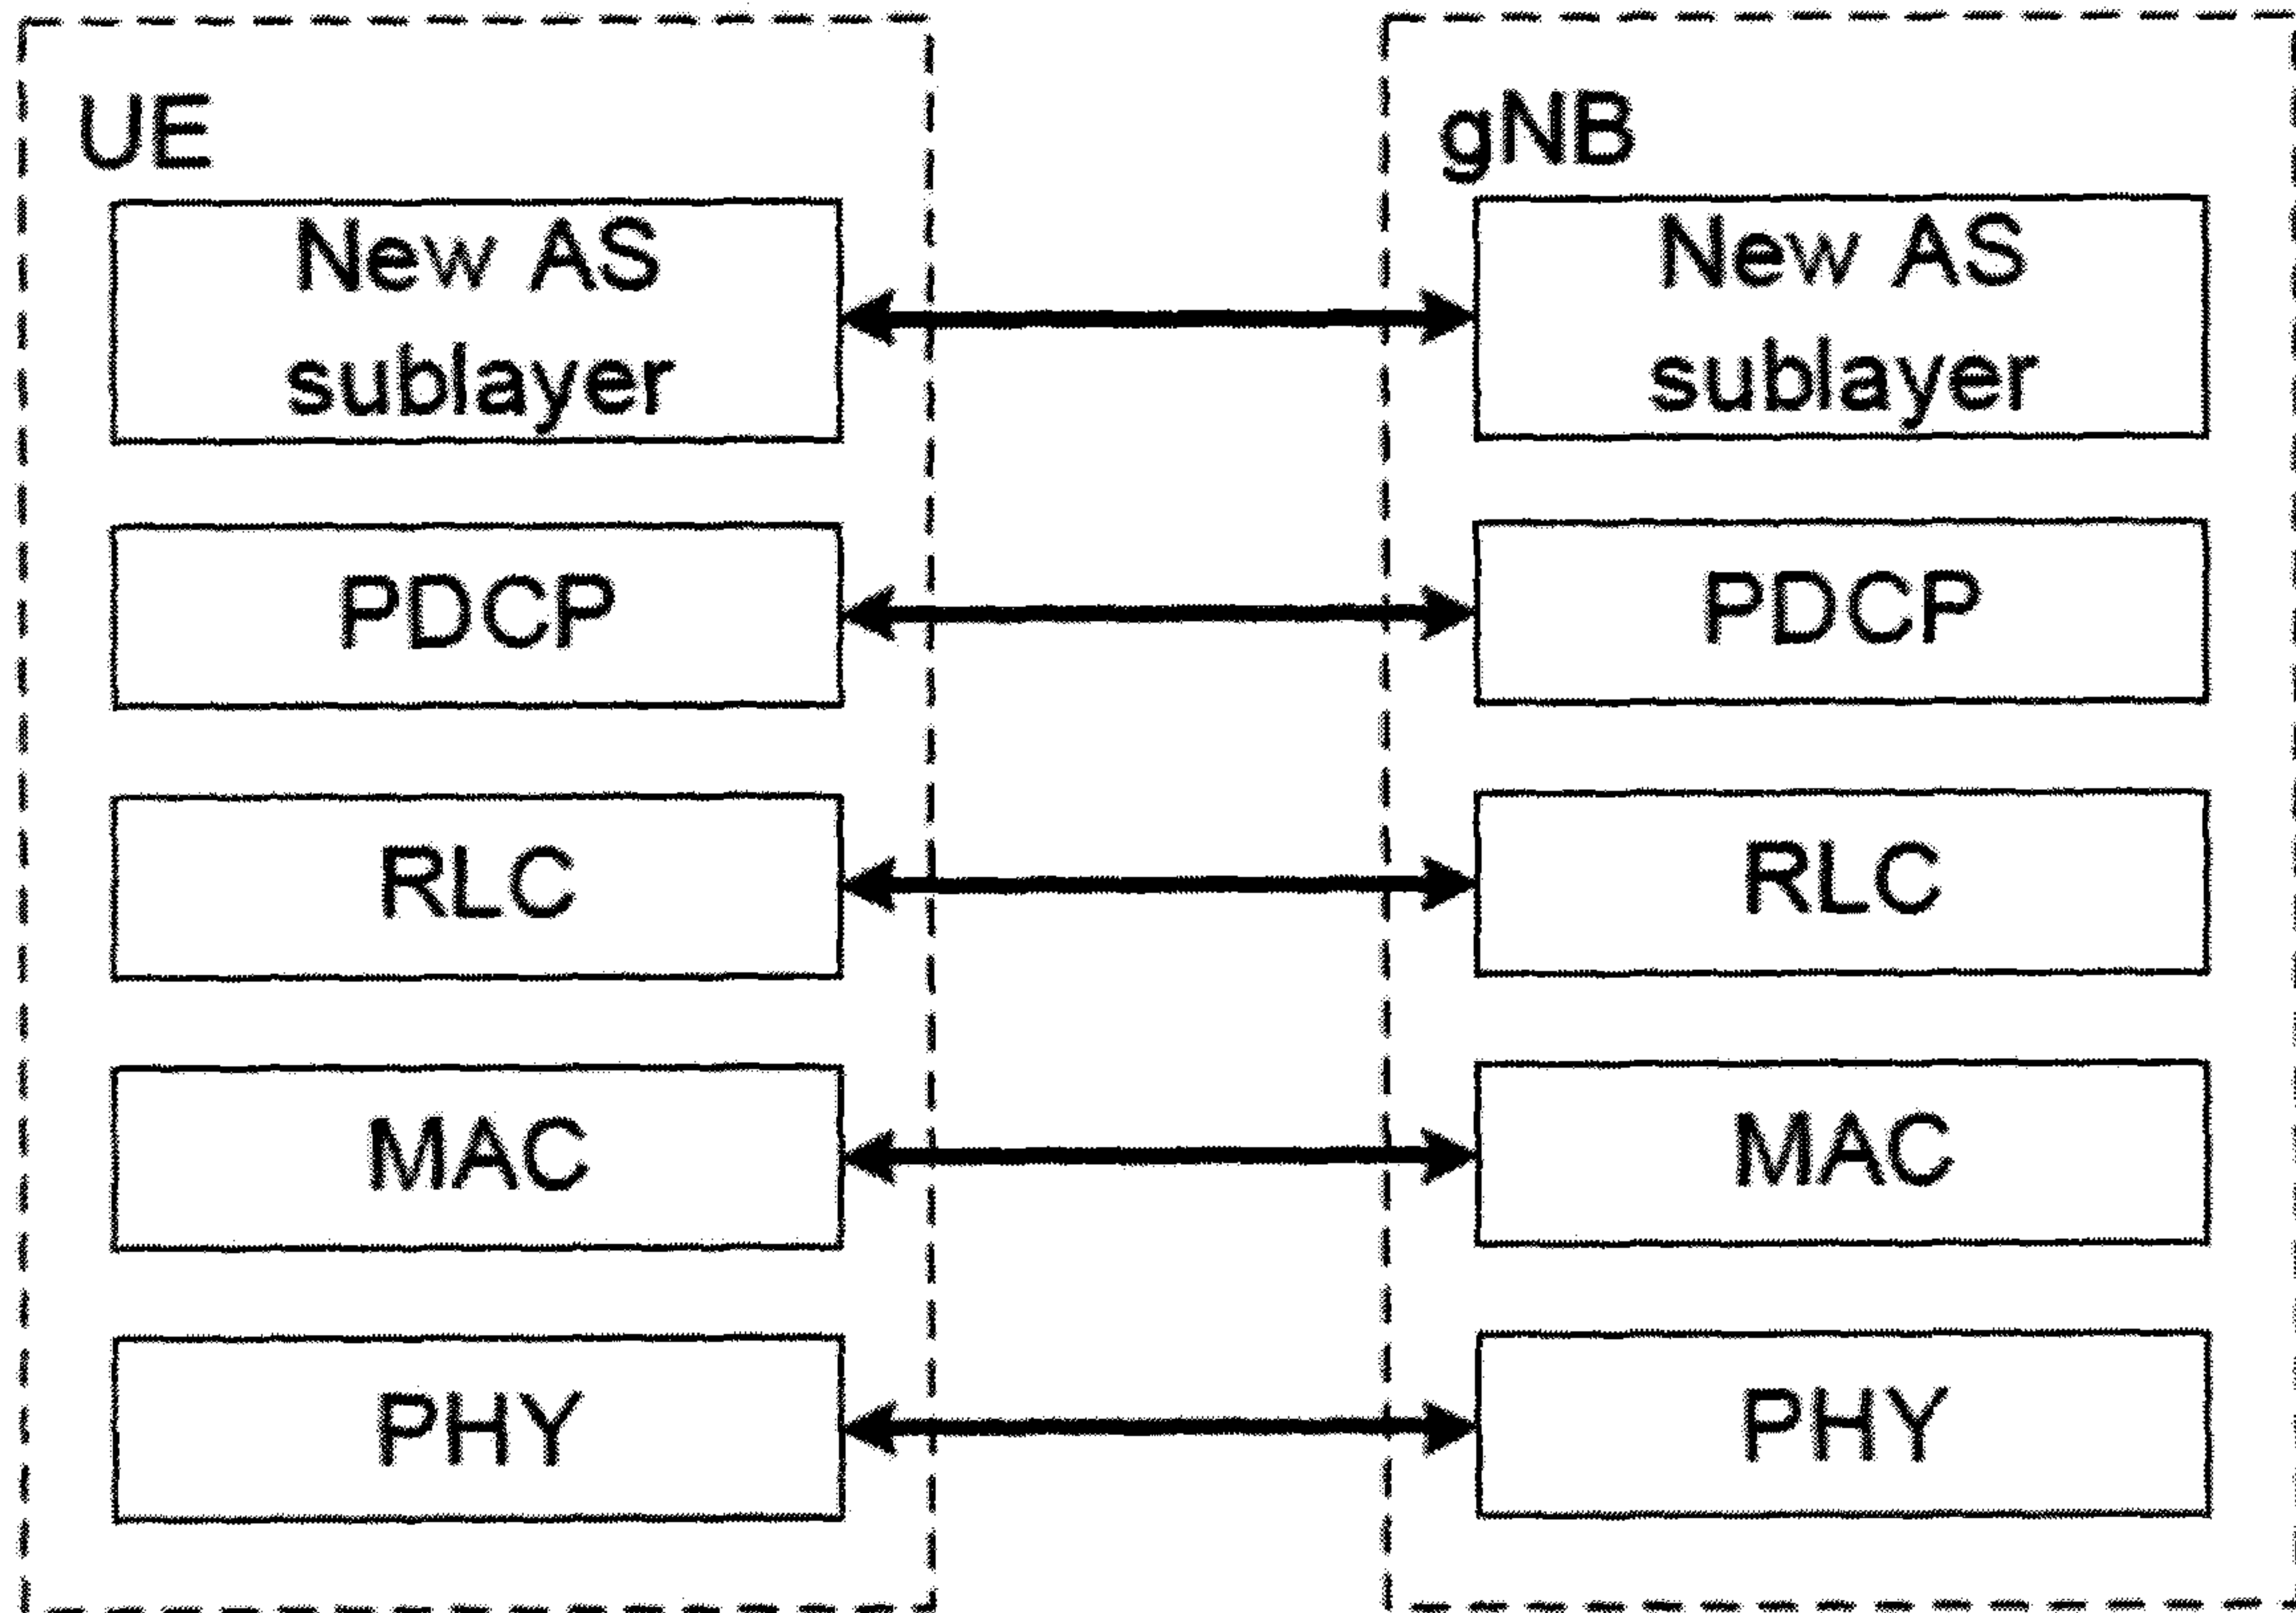 UE
New AS
sublayer
PDCP
RLC
MAC
PHY
gNB
New AS
sublayer
PDCP
RLC
MAC
PHY